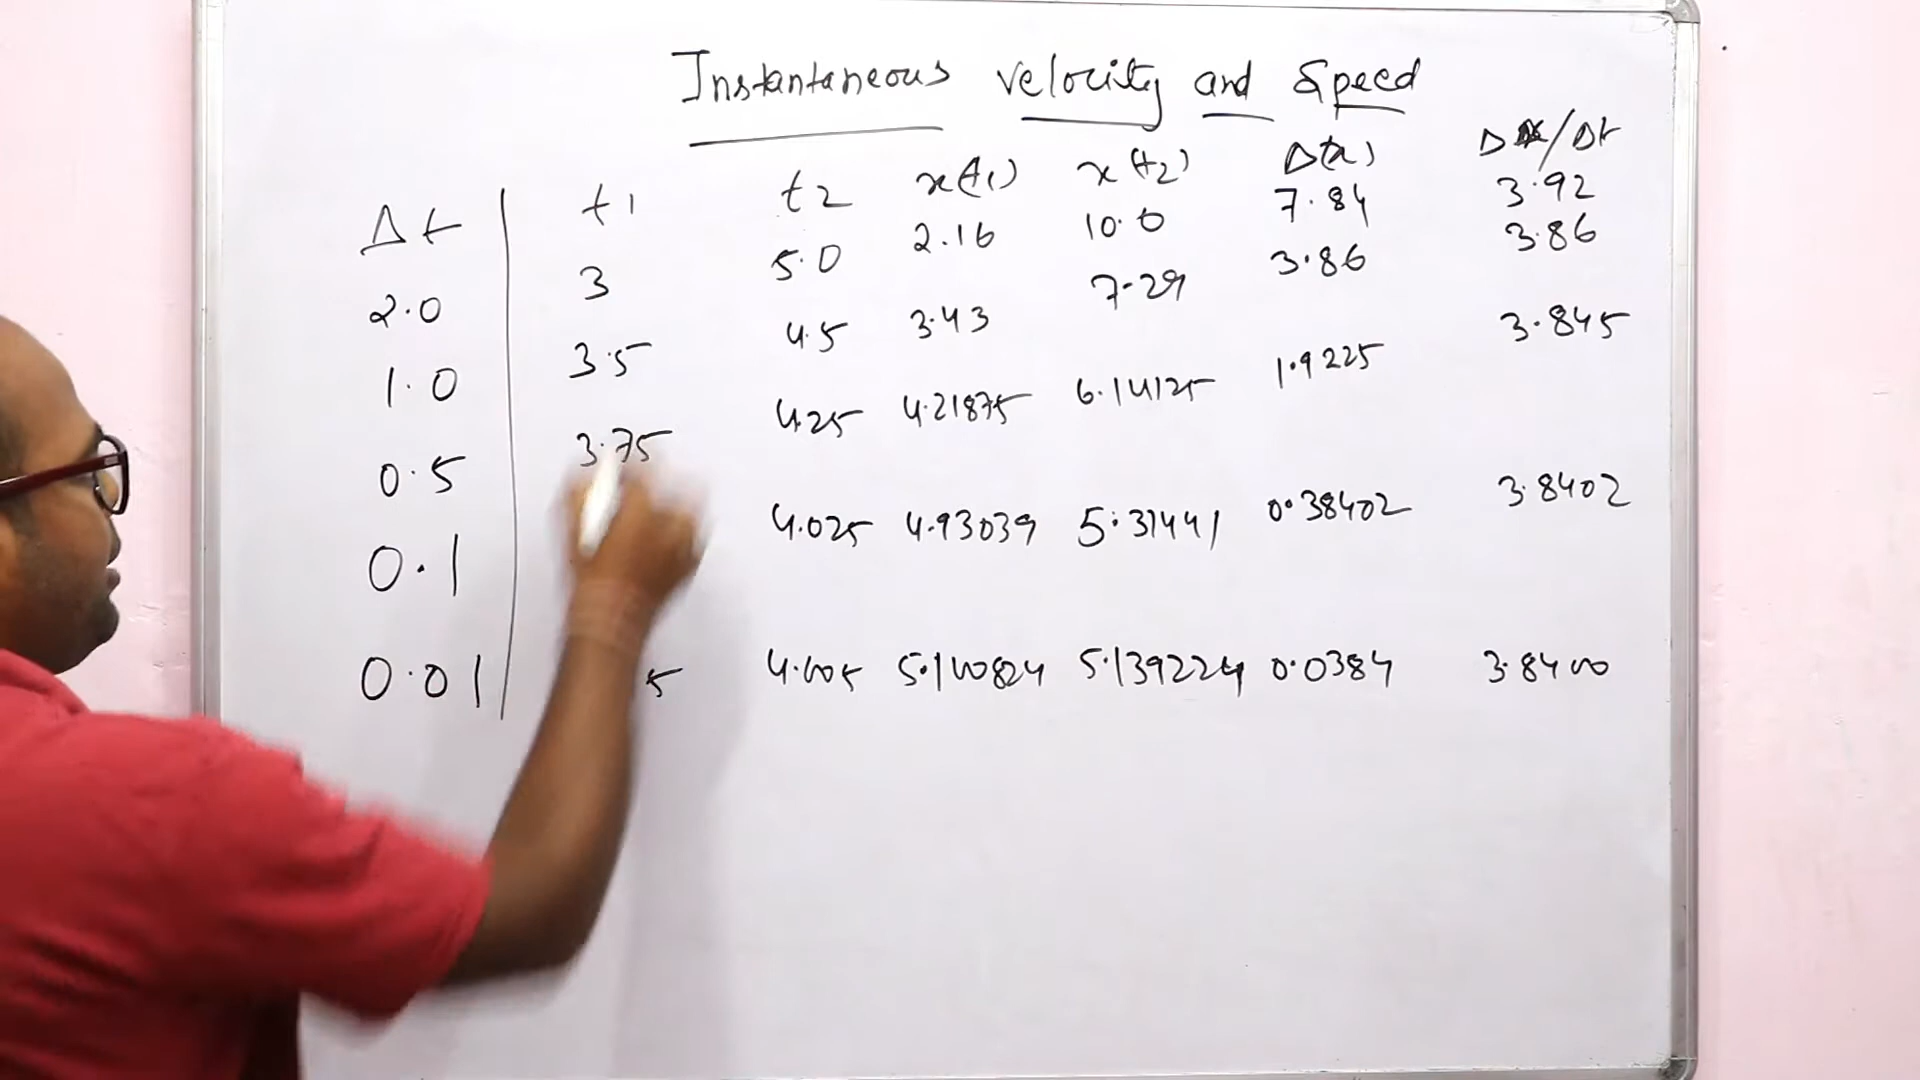 Instantaneous velocity and Speed
Δt t1 t2 x(t1) x(t2) Δ(x) Δx/Δt
2.0 3 5.0 2.16 10.0 7.84 3.92
1.0 3.5 4.5 3.43 7.29 3.86 3.86
0.5 3.75 4.25 4.21875 6.14125 1.9225 3.845
0.1 4.025 4.93039 5.31441 0.38402 3.8402
0.01 5 4.005 5.100824 5.139224 0.0384 3.8400